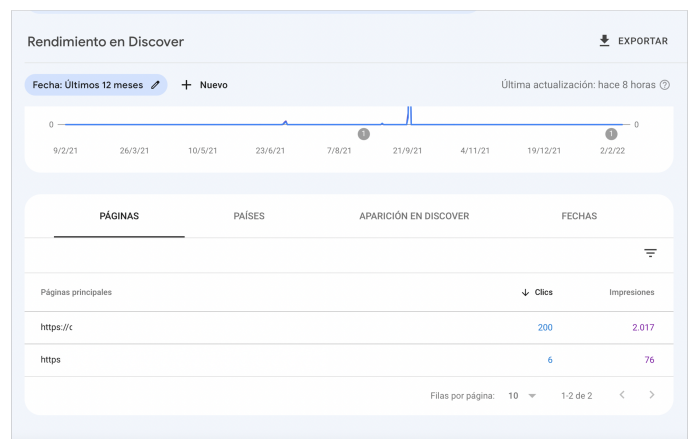 Rendimiento en Discover
EXPORTAR
Fecha: Últimos 12 meses
+ Nuevo
Última actualización: hace 8 horas
0
0
1
1
9/2/21 26/3/21 10/5/21 23/6/21 7/8/21 21/9/21 4/11/21 19/12/21 2/2/22
PÁGINAS PAÍSES APARICIÓN EN DISCOVER FECHAS
Páginas principales Clics Impresiones
https://c 200 2.017
https 6 76
Filas por página: 10 1-2 de 2